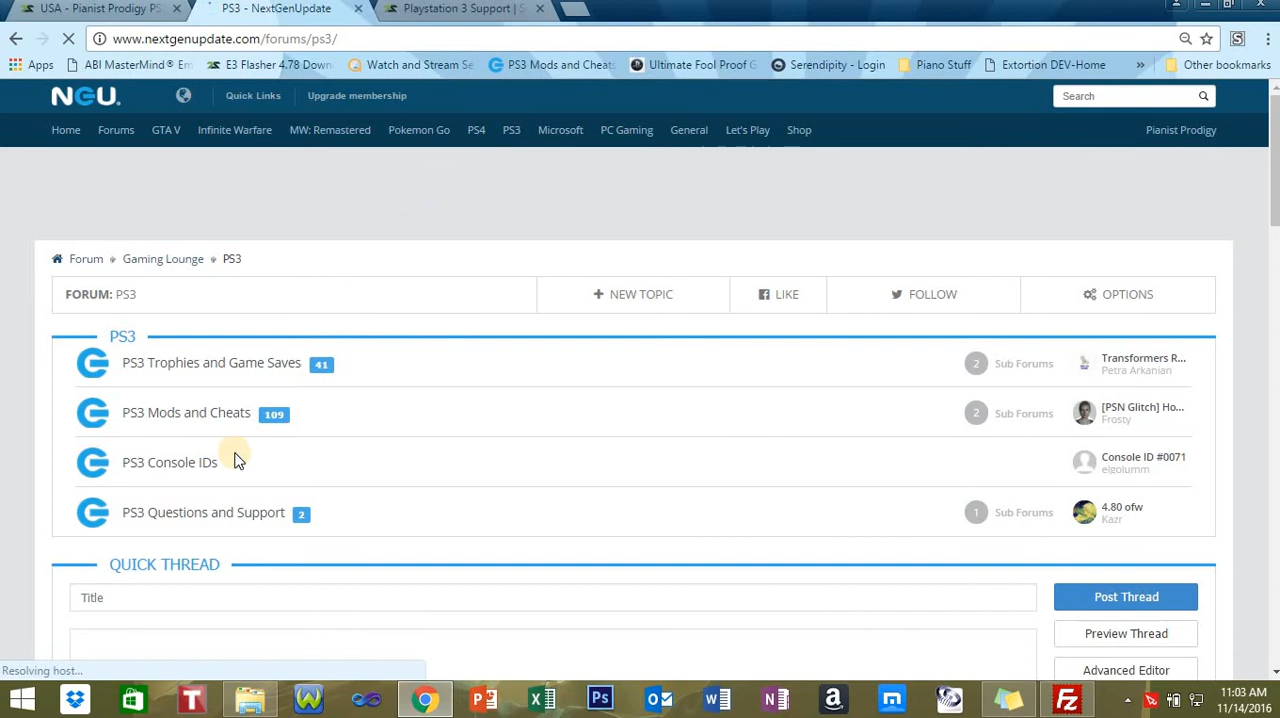 USA - Pianist Prodigy PS
PS3 - NextGenUpdate
Playstation 3 Support | S
www.nextgenupdate.com/forums/ps3/
Apps
ABI MasterMind® Em
E3 Flasher 4.78 Down
Watch and Stream Se
PS3 Mods and Cheats
Ultimate Fool Proof G
Serendipity - Login
Piano Stuff
Extortion DEV-Home
»
Other bookmarks
NGU.
Quick Links
Upgrade membership
Search
Home Forums GTA V Infinite Warfare MW: Remastered Pokemon Go PS4 PS3 Microsoft PC Gaming General Let's Play Shop Pianist Prodigy
Forum » Gaming Lounge » PS3
FORUM: PS3
+ NEW TOPIC
LIKE
FOLLOW
OPTIONS
PS3
PS3 Trophies and Game Saves 41
2 Sub Forums
Transformers R...
Petra Arkanian
PS3 Mods and Cheats 109
2 Sub Forums
[PSN Glitch] Ho...
Frosty
PS3 Console IDs
Console ID #0071
elgolumm
PS3 Questions and Support 2
1 Sub Forums
4.80 ofw
Kazr
QUICK THREAD
Title
Post Thread
Preview Thread
Advanced Editor
Resolving host...
11:03 AM
11/14/2016